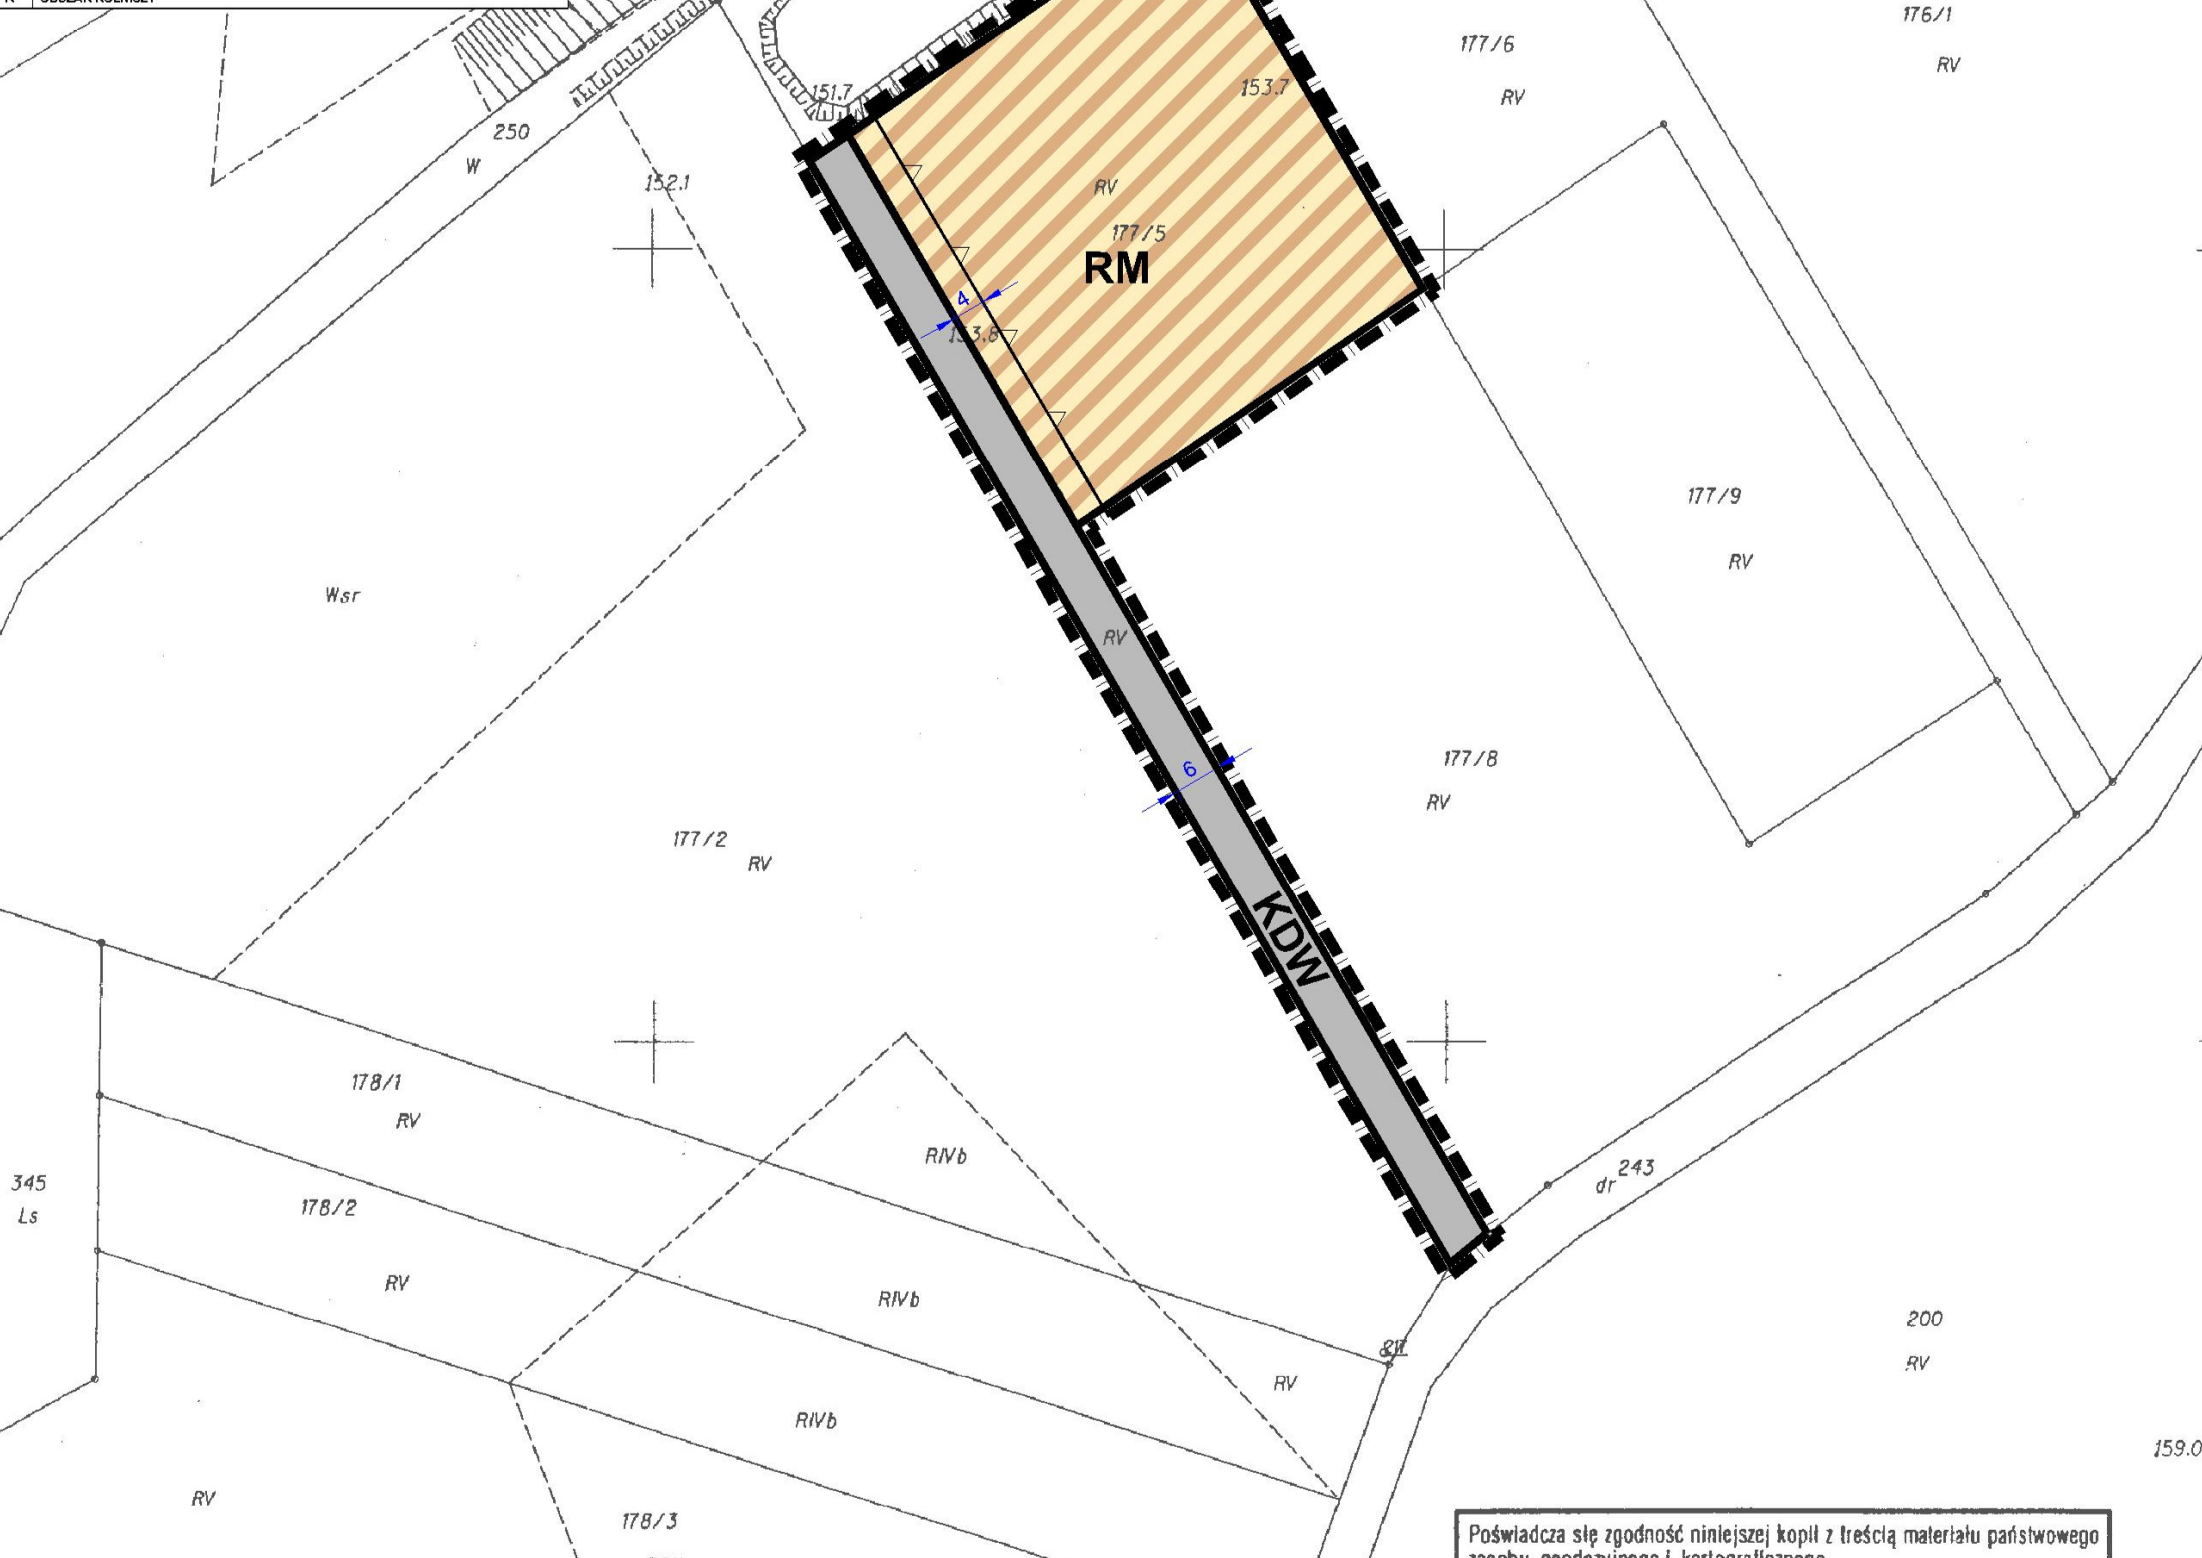 176/1
177/6
RV
153.7
RV
151.7
250
W
152.1
RV
177/5
RM
4
153.8
177/9
RV
Wsr
RV
177/8
RV
6
177/2
RV
KDW
178/1
RV
RIVb
243
dr
345
Ls
178/2
RV
RIVb
200
RV
RV
RIVb
159.0
RV
178/3
Poświadcza się zgodność niniejszej kopii z treścią materiału państwowego